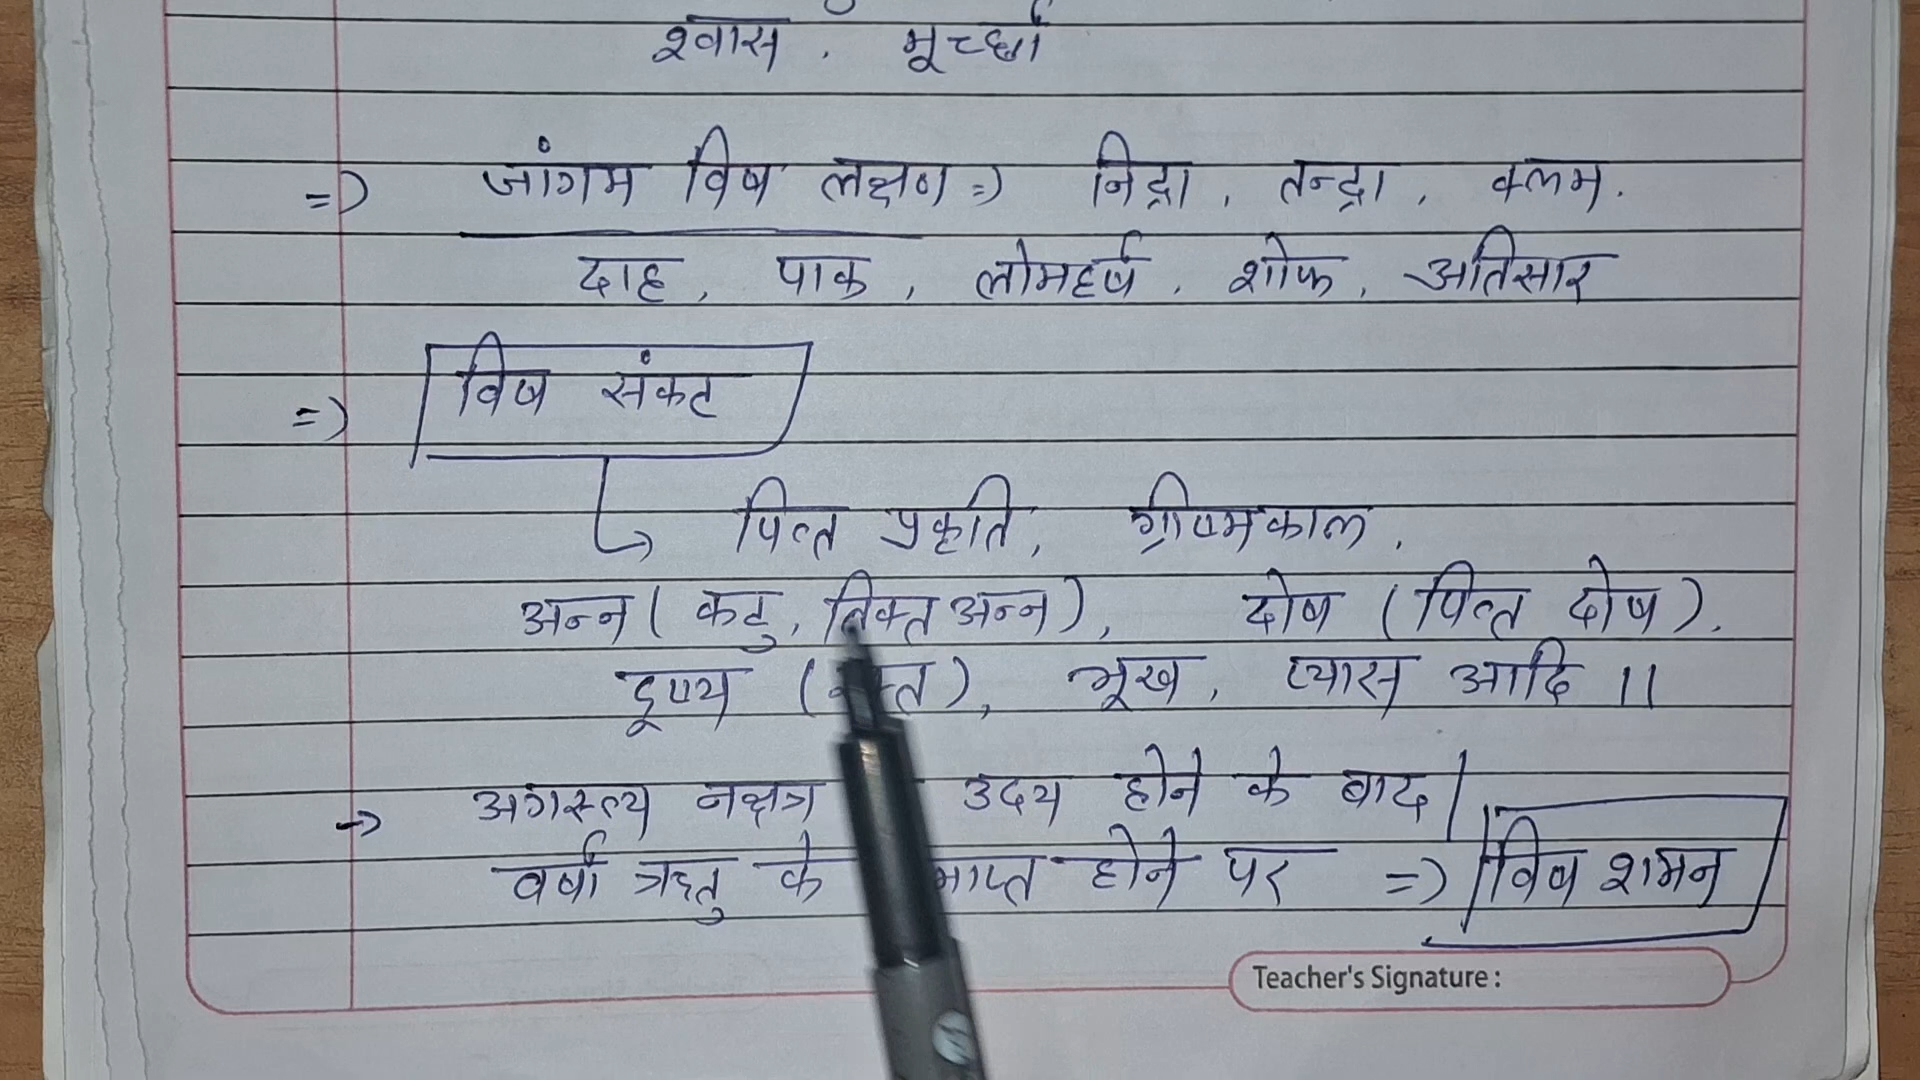 श्वास, मूर्च्छा
=> जांगम विष लक्षण => निद्रा, तन्द्रा, क्लम,
दाह, पाक, लोमहर्ष, शोफ, अतिसार
=> विष संकट
पित्त प्रकृति, ग्रीष्मकाल,
अन्न (कटु, तिक्त अन्न), दोष (पित्त दोष),
दूष्य ( ), भूख, प्यास आदि ||
→ अगस्त्य नक्षत्र उदय होने के बाद |
वर्षा ऋतु के होने पर => विष शमन
Teacher's Signature :